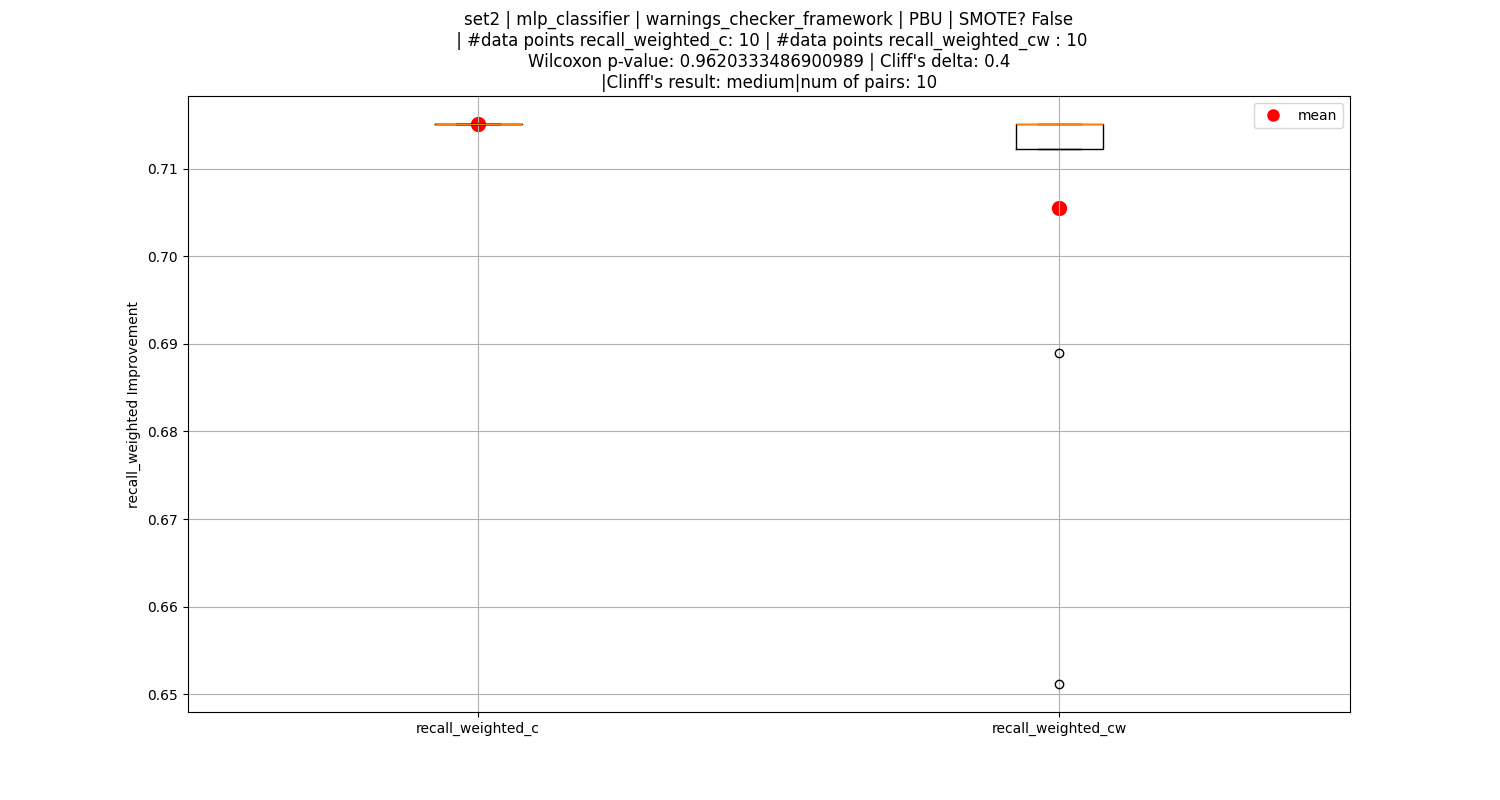 set2 | mlp_classifier | warnings_checker_framework | PBU | SMOTE? False
| #data points recall_weighted_c: 10 | #data points recall_weighted_cw : 10
Wilcoxon p-value: 0.9620333486900989 | Cliff's delta: 0.4
|Clinff's result: medium|num of pairs: 10
mean
0.71
0.70
0.69
0.68
0.67
0.66
0.65
recall_weighted Improvement
recall_weighted_c
recall_weighted_cw